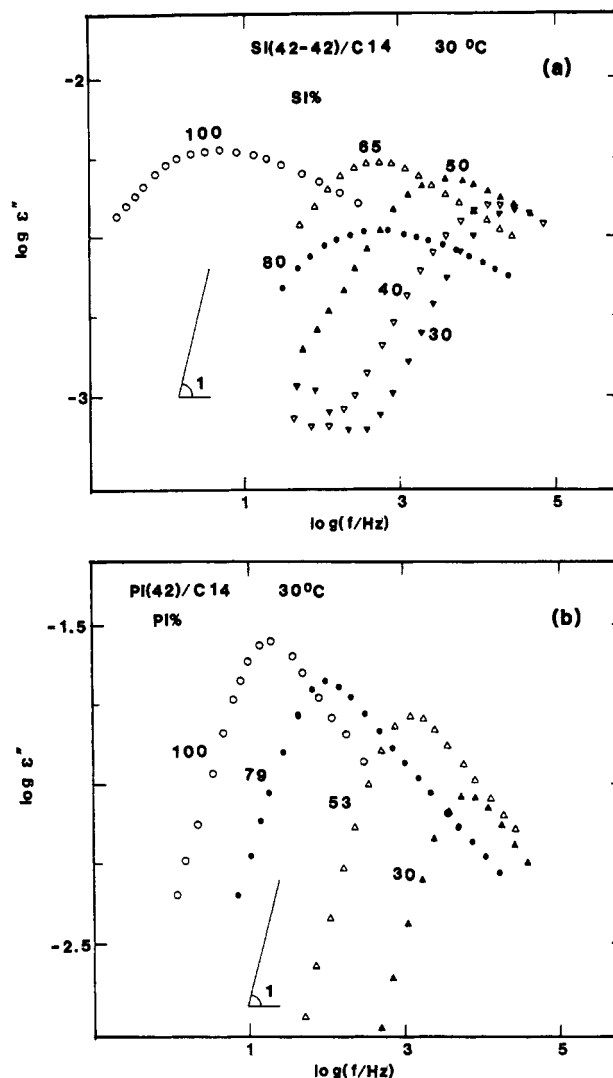 SI(42-42)/C14 30 °C
(a)
-2
SI%
100
65
50
80
40
30
-3
1
log ε"
1 3 5
log(f/Hz)
PI(42)/C14 30°C
(b)
PI%
-1.5
100
79
53
30
-2.5
1
log ε"
1 3 5
log(f/Hz)